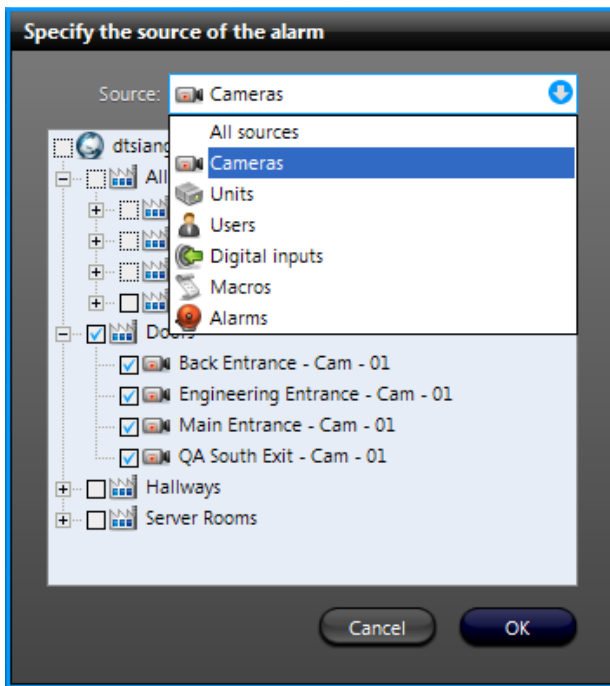 Specify the source of the alarm
Source: Cameras
All sources
Cameras
Units
Users
Digital inputs
Macros
Alarms
Back Entrance - Cam - 01
Engineering Entrance - Cam - 01
Main Entrance - Cam - 01
QA South Exit - Cam - 01
Hallways
Server Rooms
Cancel OK